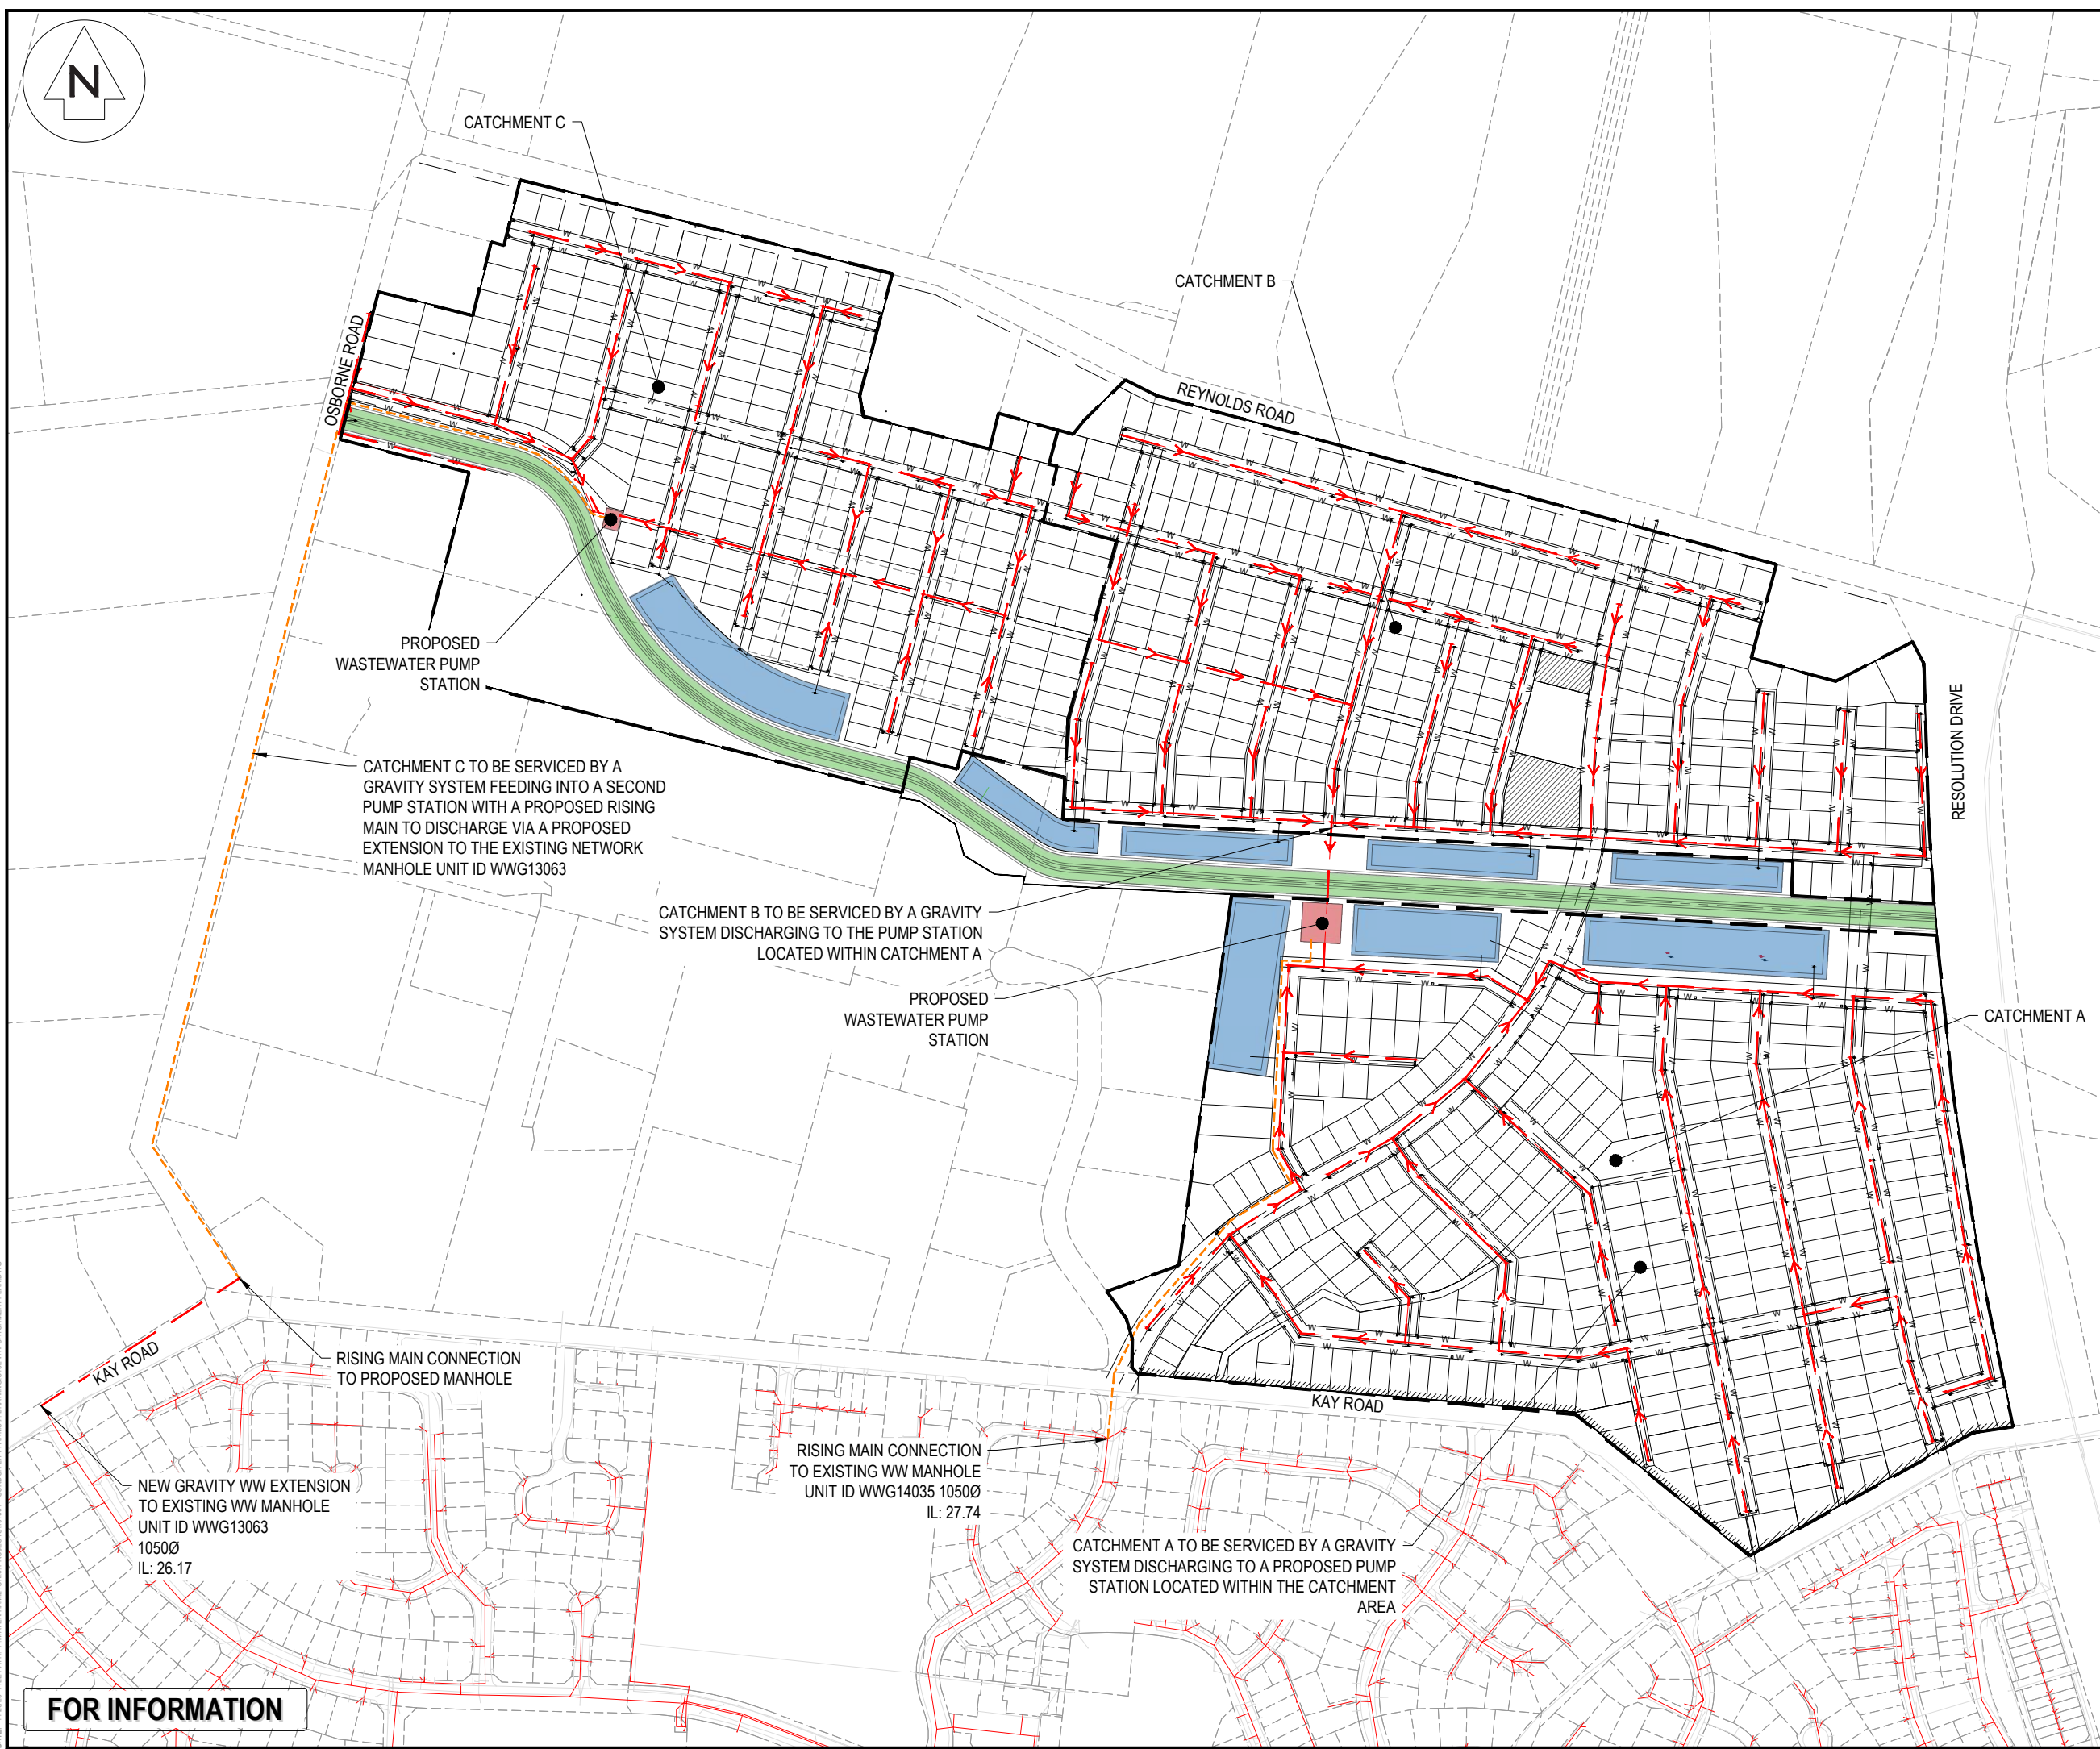 N
CATCHMENT C
CATCHMENT B
REYNOLDS ROAD
OSBORNE ROAD
PROPOSED
WASTEWATER PUMP
STATION
RESOLUTION DRIVE
CATCHMENT C TO BE SERVICED BY A
GRAVITY SYSTEM FEEDING INTO A SECOND
PUMP STATION WITH A PROPOSED RISING
MAIN TO DISCHARGE VIA A PROPOSED
EXTENSION TO THE EXISTING NETWORK
MANHOLE UNIT ID WWG13063
CATCHMENT B TO BE SERVICED BY A GRAVITY
SYSTEM DISCHARGING TO THE PUMP STATION
LOCATED WITHIN CATCHMENT A
PROPOSED
WASTEWATER PUMP
STATION
CATCHMENT A
RISING MAIN CONNECTION
TO PROPOSED MANHOLE
KAY ROAD
KAY ROAD
RISING MAIN CONNECTION
TO EXISTING WW MANHOLE
UNIT ID WWG14035 1050Ø
IL: 27.74
NEW GRAVITY WW EXTENSION
TO EXISTING WW MANHOLE
UNIT ID WWG13063
1050Ø
IL: 26.17
CATCHMENT A TO BE SERVICED BY A GRAVITY
SYSTEM DISCHARGING TO A PROPOSED PUMP
STATION LOCATED WITHIN THE CATCHMENT
AREA
FOR INFORMATION